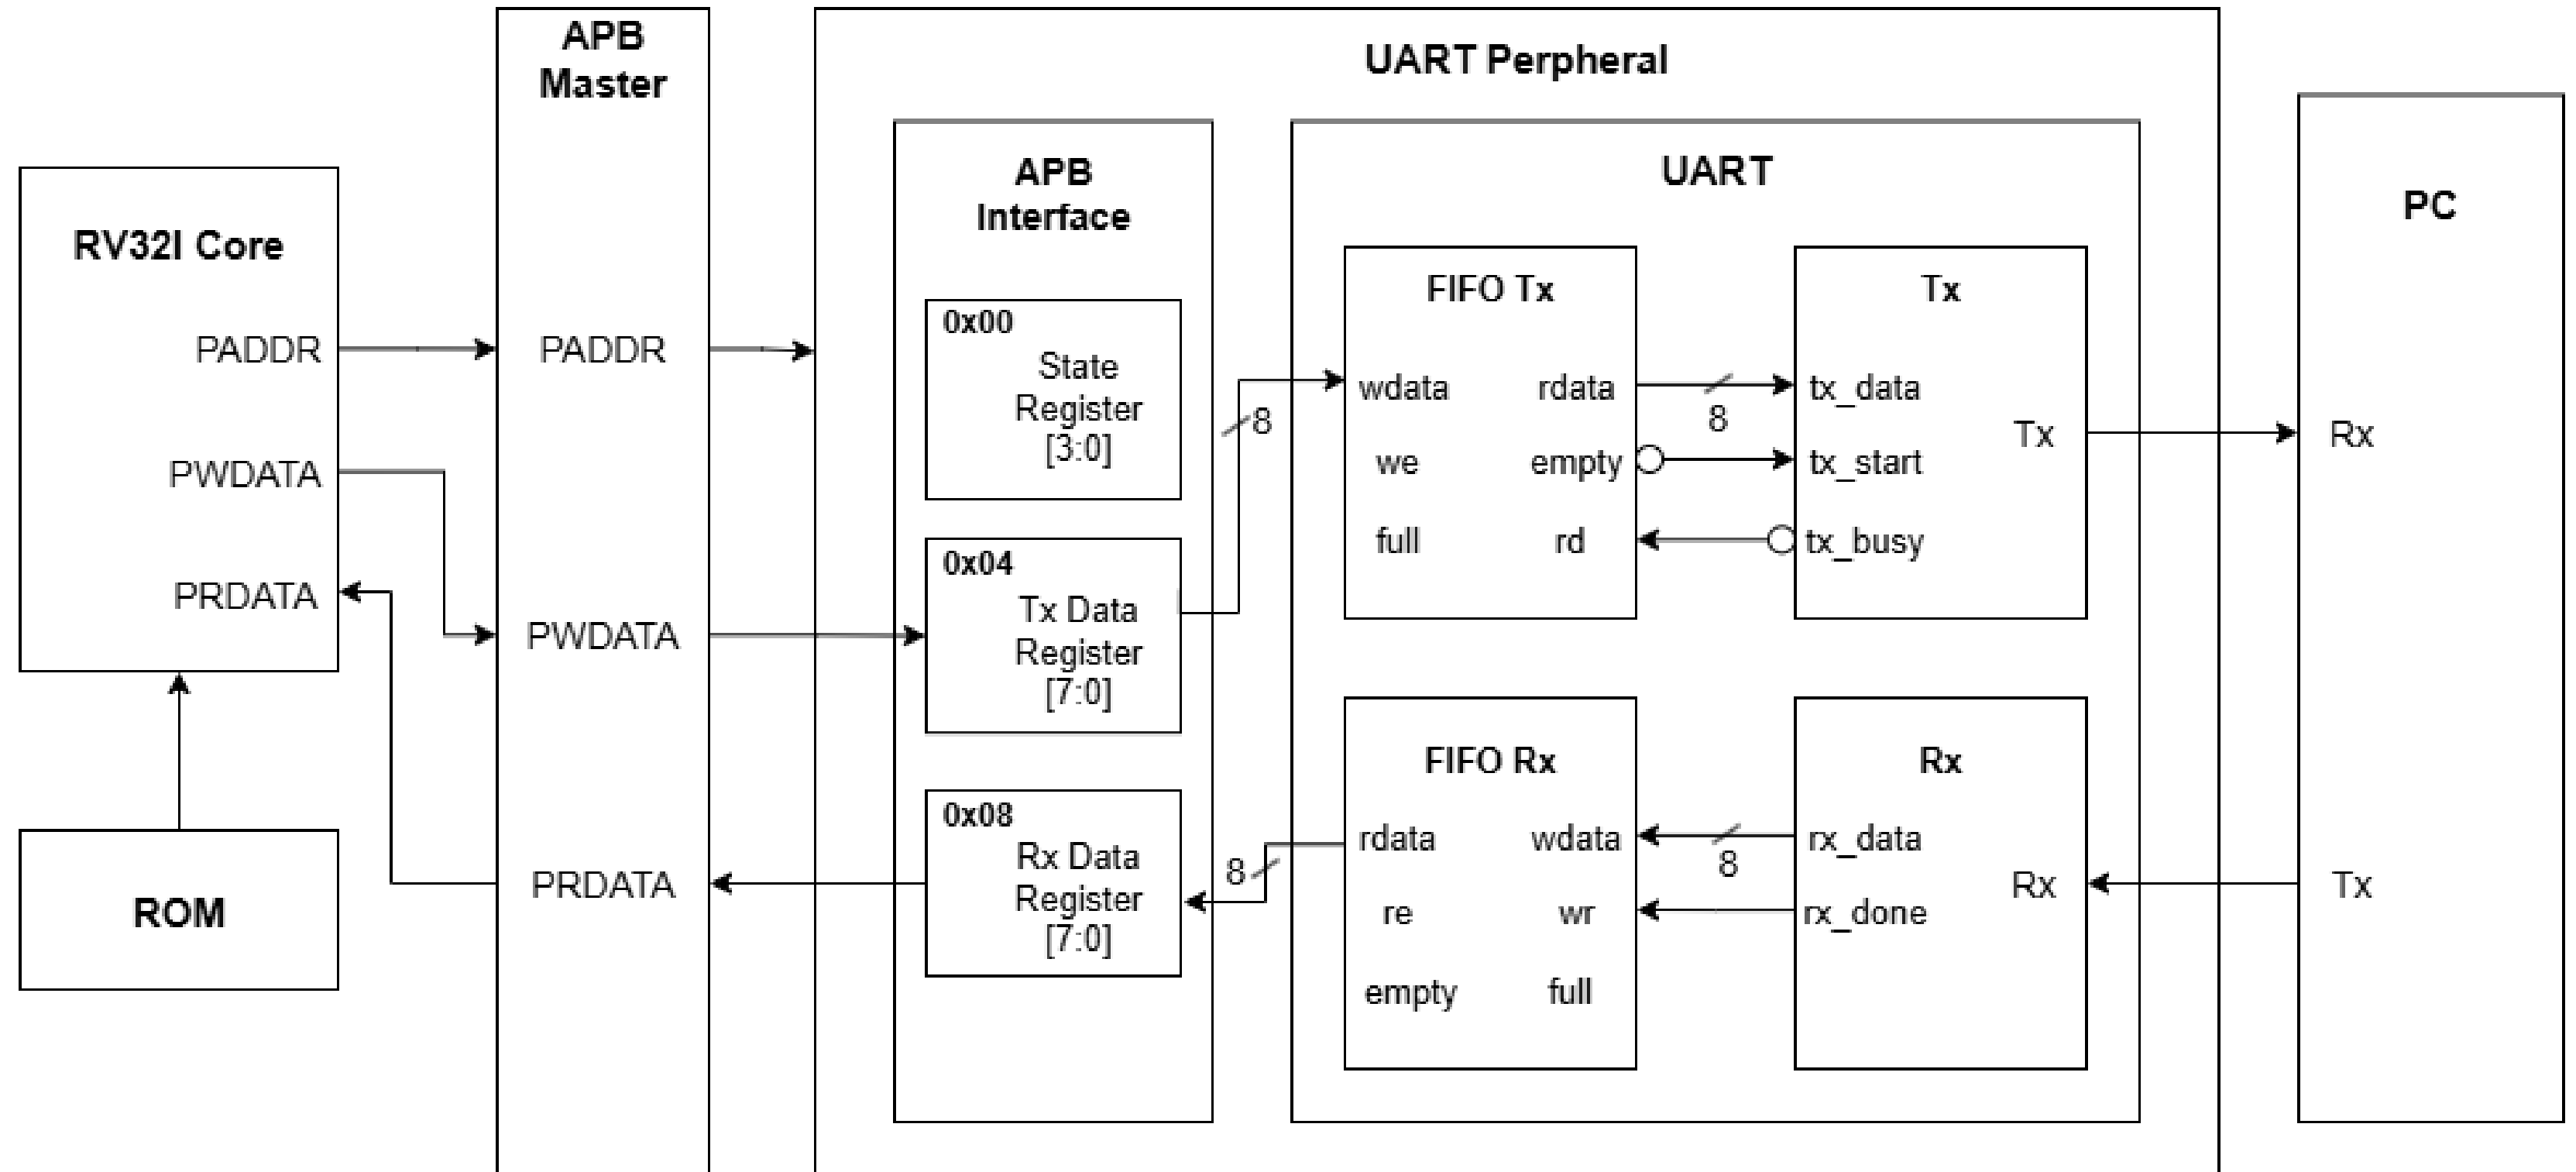 APB
Master
UART Perpheral
RV32I Core
PADDR
PWDATA
PRDATA
ROM
PADDR
PWDATA
PRDATA
APB
Interface
0x00
State
Register
[3:0]
0x04
Tx Data
Register
[7:0]
0x08
Rx Data
Register
[7:0]
8
8
UART
FIFO Tx
wdata
rdata
we
empty
full
rd
8
Tx
tx_data
Tx
tx_start
tx_busy
FIFO Rx
rdata
wdata
re
wr
empty
full
8
Rx
rx_data
Rx
rx_done
PC
Rx
Tx